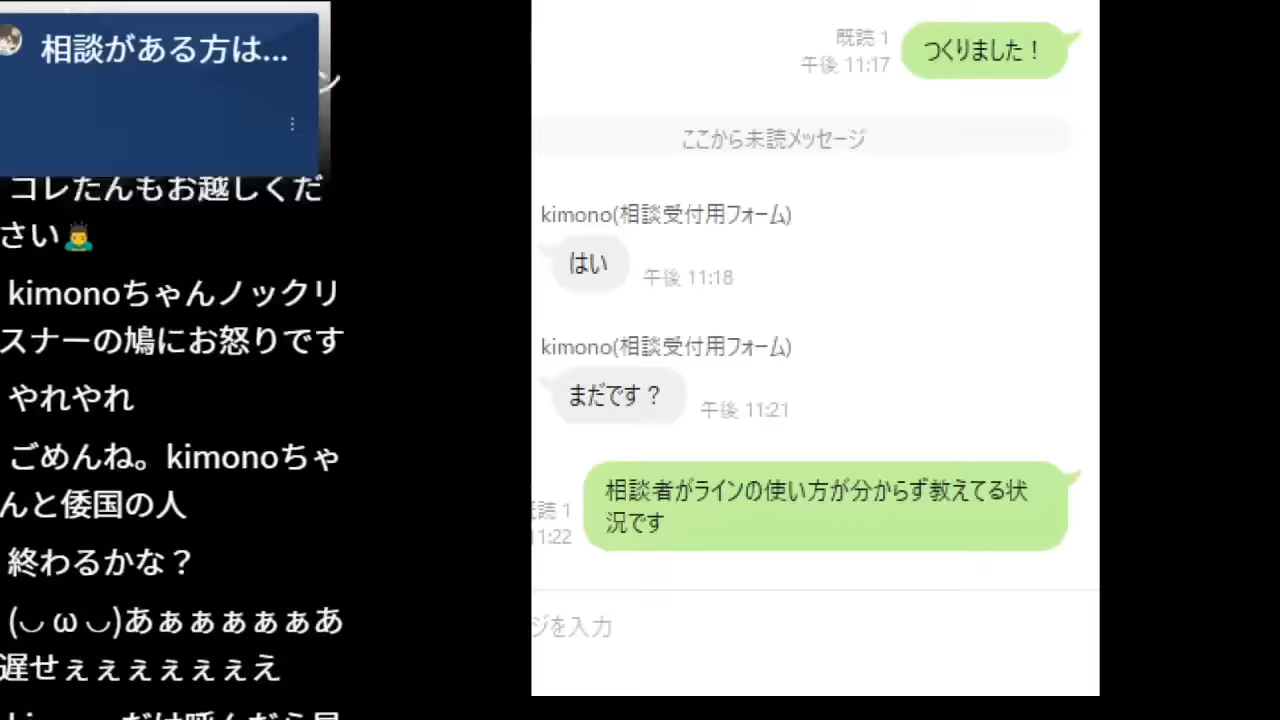 相談がある方は...
ン
コレたんもお越しくだ
さい🙇
kimonoちゃんノックリ
スナーの鳩にお怒りです
やれやれ
ごめんね。kimonoちゃ
んと倭国の人
終わるかな？
(◡ ω ◡)あぁぁぁぁぁあ
遅せぇぇぇぇぇぇえ
既読 1
午後 11:17
つくりました！
ここから未読メッセージ
kimono(相談受付用フォーム)
はい
午後 11:18
kimono(相談受付用フォーム)
まだです？
午後 11:21
相談者がラインの使い方が分からず教えてる状
況です
読 1
11:22
ジを入力